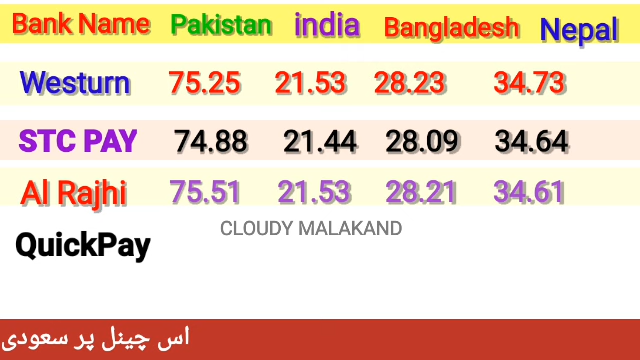 Bank Name Pakistan india Bangladesh Nepal
Westurn 75.25 21.53 28.23 34.73
STC PAY 74.88 21.44 28.09 34.64
Al Rajhi 75.51 21.53 28.21 34.61
CLOUDY MALAKAND
QuickPay
اس چینل پر سعودی